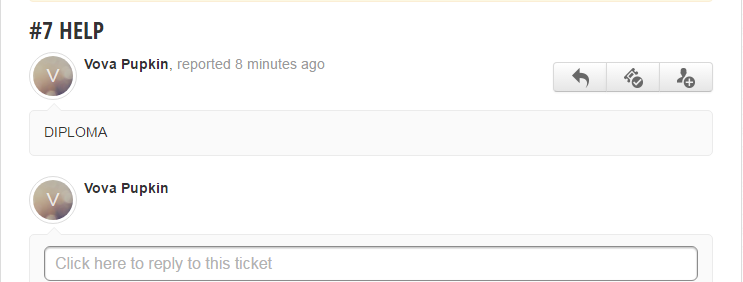 #7 HELP
Vova Pupkin, reported 8 minutes ago
V
DIPLOMA
Vova Pupkin
V
Click here to reply to this ticket